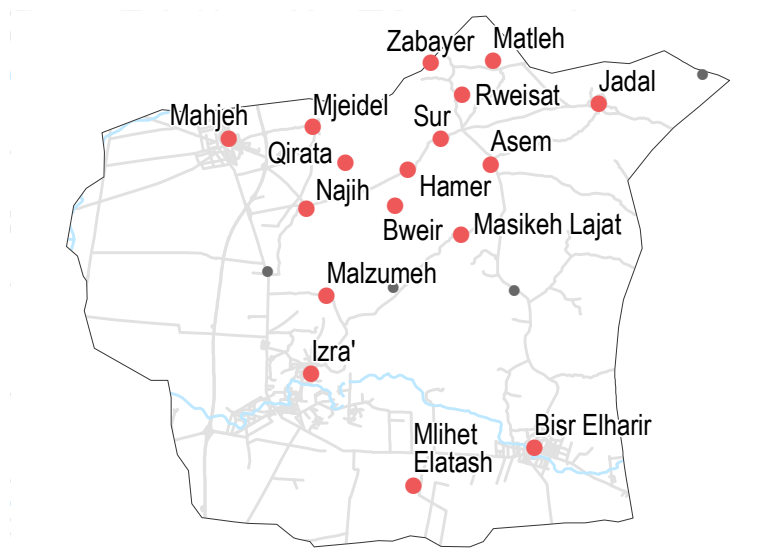 Zabayer
Matleh
Jadal
Rweisat
Mahjeh
Mjeidel
Sur
Asem
Qirata
Hamer
Najih
Bweir
Masikeh Lajat
Malzumeh
Izra'
Bisr Elharir
Mlihet
Elatash